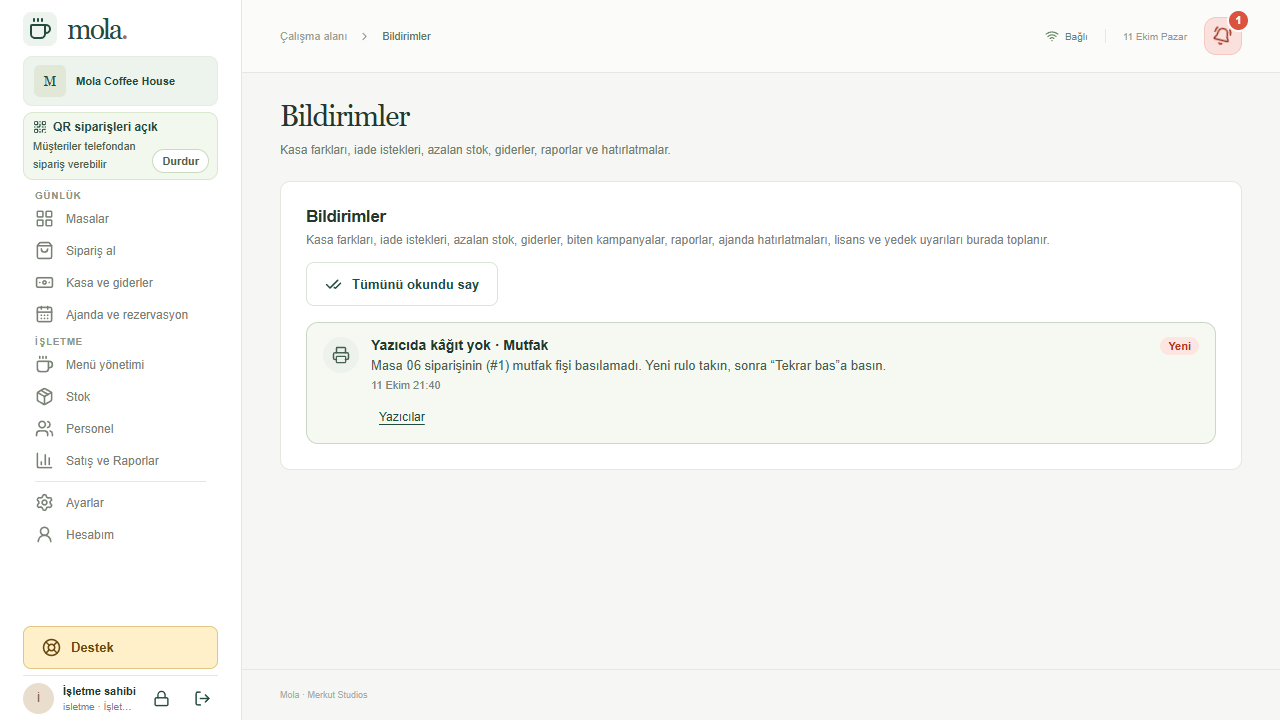 mola.
M
Mola Coffee House
QR siparişleri açık
Müşteriler telefondan
sipariş verebilir
Durdur
GÜNLÜK
Masalar
Sipariş al
Kasa ve giderler
Ajanda ve rezervasyon
İŞLETME
Menü yönetimi
Stok
Personel
Satış ve Raporlar
Ayarlar
Hesabım
Destek
i
İşletme sahibi
isletme · İşlet...
Çalışma alanı
Bildirimler
Bağlı
11 Ekim Pazar
1
Bildirimler
Kasa farkları, iade istekleri, azalan stok, giderler, raporlar ve hatırlatmalar.
Bildirimler
Kasa farkları, iade istekleri, azalan stok, giderler, biten kampanyalar, raporlar, ajanda hatırlatmaları, lisans ve yedek uyarıları burada toplanır.
Tümünü okundu say
Yazıcıda kâğıt yok · Mutfak
Yeni
Masa 06 siparişinin (#1) mutfak fişi basılamadı. Yeni rulo takın, sonra “Tekrar bas”a basın.
11 Ekim 21:40
Yazıcılar
Mola · Merkut Studios